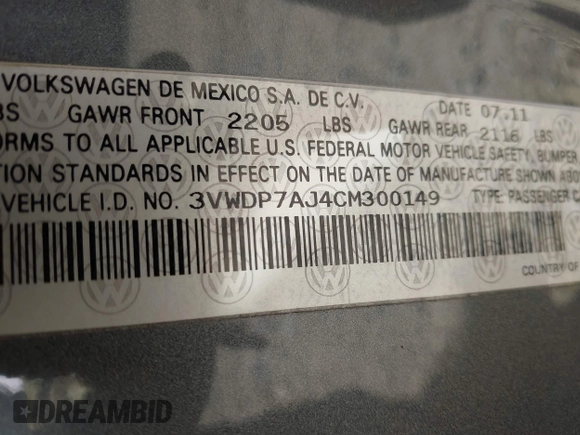 VOLKSWAGEN DE MEXICO S.A. DE C.V. DATE 07.11
BS GAWR FRONT 2205 LBS GAWR REAR 2116 LBS
ORMS TO ALL APPLICABLE U.S. FEDERAL MOTOR VEHICLE SAFETY, BUMPER
TION STANDARDS IN EFFECT ON THE DATE OF MANUFACTURE SHOWN ABO
VEHICLE I.D. NO. 3VWDP7AJ4CM300149 TYPE: PASSENGER C
COUNTRY OF
DREAMBID